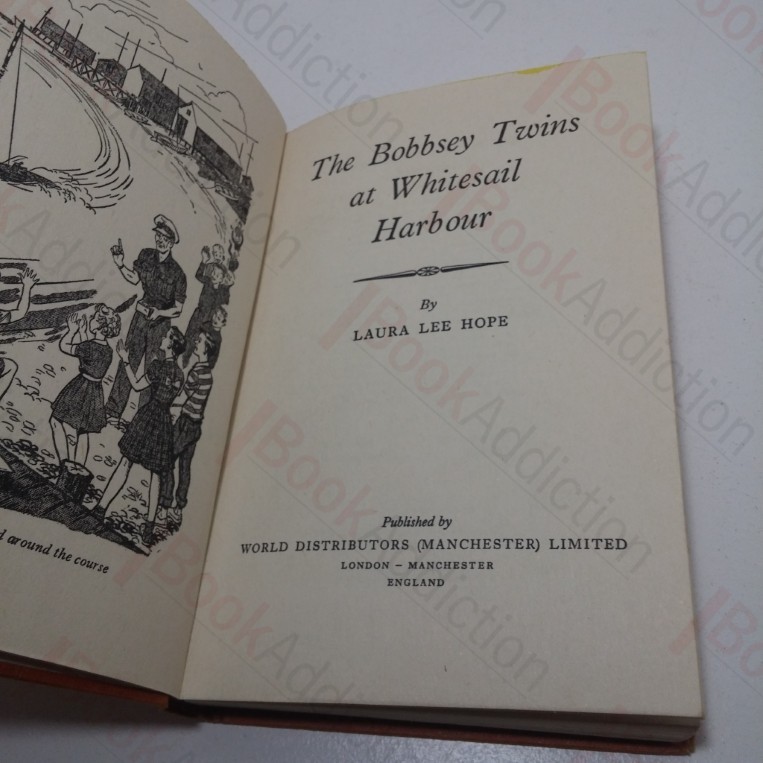 The Bobbsey Twins
at Whitesail
Harbour
By
LAURA LEE HOPE
Published by
WORLD DISTRIBUTORS (MANCHESTER) LIMITED
LONDON – MANCHESTER
ENGLAND
around the course
BookAddiction